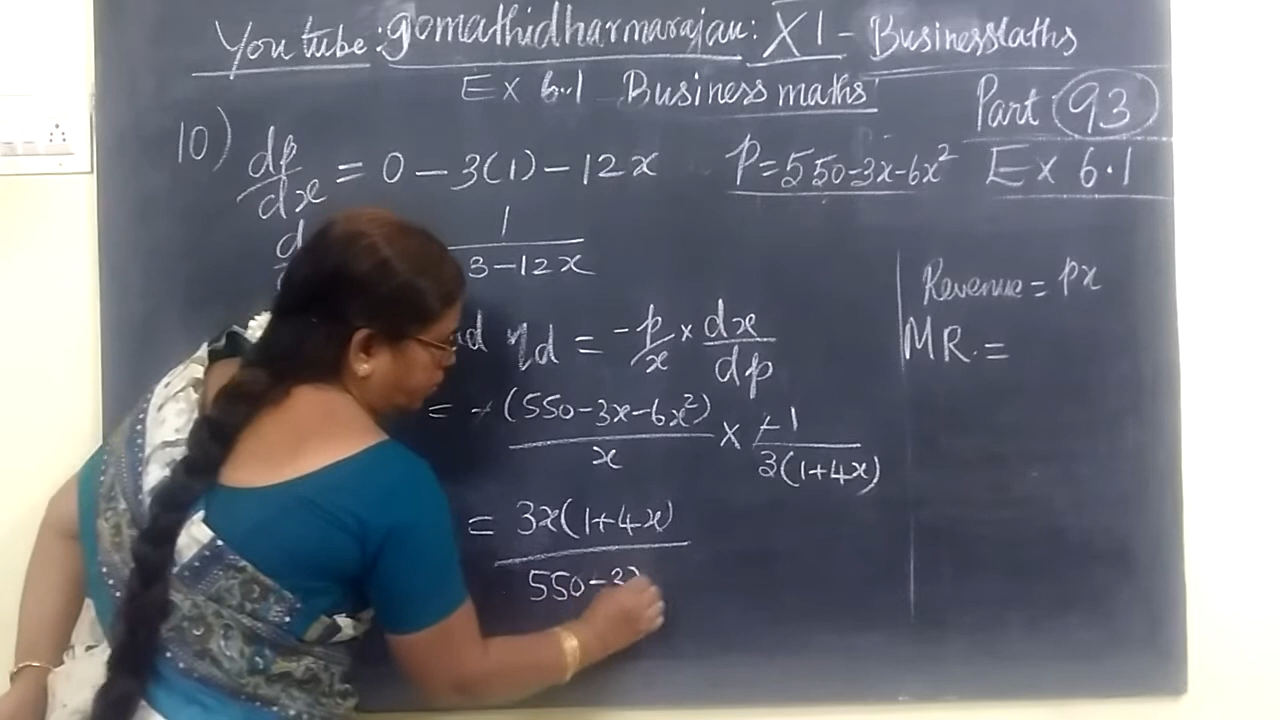 You tube : gomathidharmarajan: XI - BusinessMaths
Ex 6.1 Business maths
Part 93
10) dp/dx = 0 - 3(1) - 12x
P = 550-3x-6x²
Ex 6.1
d
1/3-12x
Revenue = px
MR. =
ηd = -p/x × dx/dp
= -(550-3x-6x²)/x × -1/3(1+4x)
= 3x(1+4x)/550-3